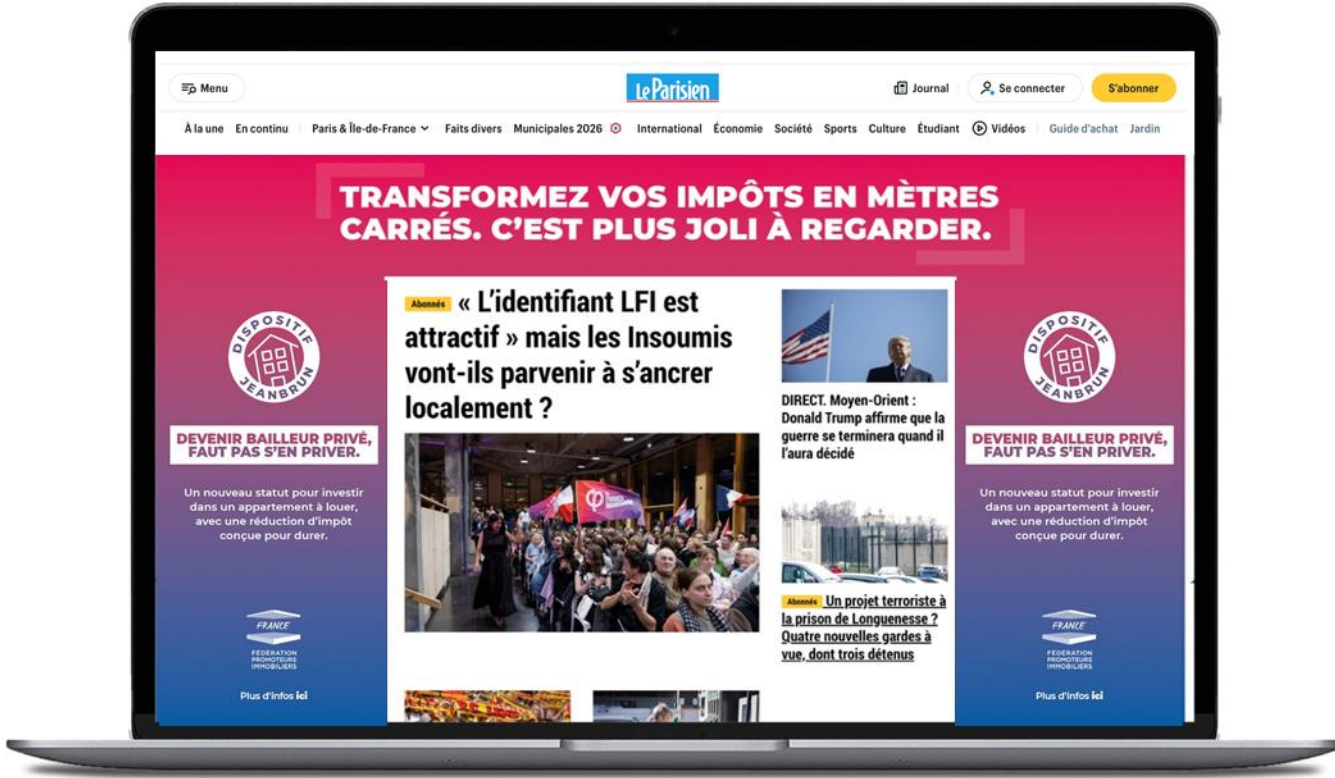 Menu
Le Parisien
Journal
Se connecter
S'abonner
À la une En continu Paris & Île-de-France Faits divers Municipales 2026 International Économie Société Sports Culture Étudiant Vidéos Guide d'achat Jardin
TRANSFORMEZ VOS IMPÔTS EN MÈTRES
CARRÉS. C'EST PLUS JOLI À REGARDER.
DISPOSITIF
JEANBRUN
DEVENIR BAILLEUR PRIVÉ,
FAUT PAS S'EN PRIVER.
Un nouveau statut pour investir
dans un appartement à louer,
avec une réduction d'impôt
conçue pour durer.
FRANCE
FÉDÉRATION
PROMOTEURS
IMMOBILIERS
Plus d'infos ici
Abonnés « L'identifiant LFI est
attractif » mais les Insoumis
vont-ils parvenir à s'ancrer
localement ?
DIRECT. Moyen-Orient :
Donald Trump affirme que la
guerre se terminera quand il
l'aura décidé
Abonnés Un projet terroriste à
la prison de Longuenesse ?
Quatre nouvelles gardes à
vue, dont trois détenus
DISPOSITIF
JEANBRUN
DEVENIR BAILLEUR PRIVÉ,
FAUT PAS S'EN PRIVER.
Un nouveau statut pour investir
dans un appartement à louer,
avec une réduction d'impôt
conçue pour durer.
FRANCE
FÉDÉRATION
PROMOTEURS
IMMOBILIERS
Plus d'infos ici